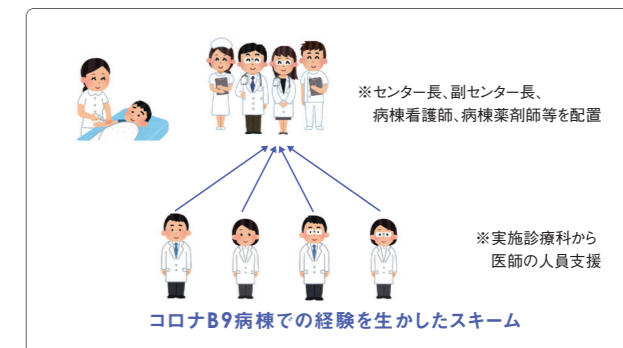 ※センター長、副センター長、
病棟看護師、病棟薬剤師等を配置
※実施診療科から
医師の人員支援
コロナB9病棟での経験を生かしたスキーム